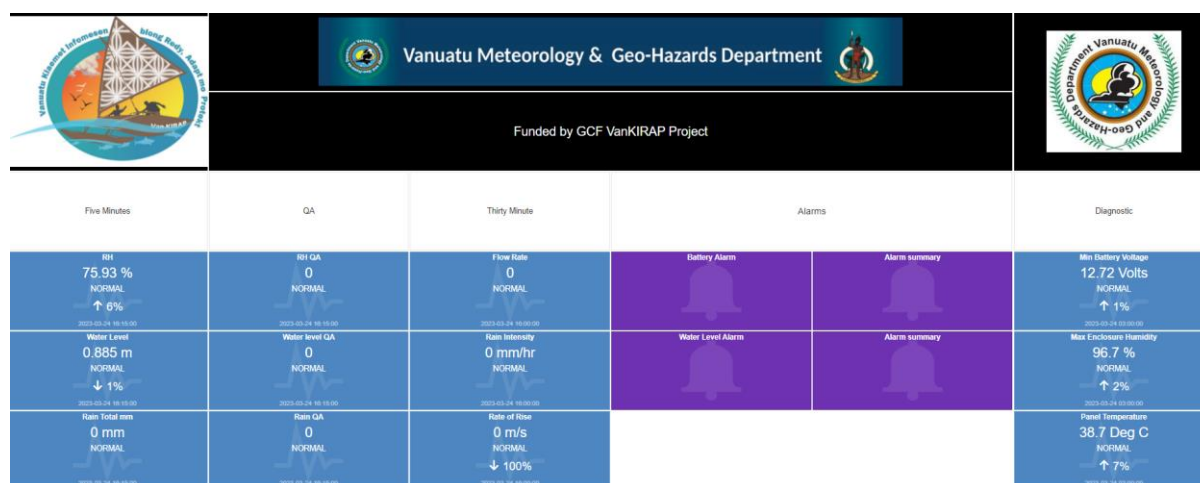 Vanuatu Klaemet Infomesen blong Redy, Adapt mo Protekt
VanKIRAP
Vanuatu Meteorology & Geo-Hazards Department
Vanuatu Meteorology and Geo-Hazards Department
Funded by GCF VanKIRAP Project
Five Minutes
QA
Thirty Minute
Alarms
Diagnostic
RH
75.93 %
NORMAL
↑ 6%
2023-03-24 16:15:00
RH QA
0
NORMAL
2023-03-24 16:15:00
Flow Rate
0
NORMAL
2023-03-24 16:00:00
Battery Alarm
Alarm summary
Min Battery Voltage
12.72 Volts
NORMAL
↑ 1%
2023-03-24 03:00:00
Water Level
0.885 m
NORMAL
↓ 1%
2023-03-24 16:15:00
Water level QA
0
NORMAL
2023-03-24 16:15:00
Rain Intensity
0 mm/hr
NORMAL
2023-03-24 16:00:00
Water Level Alarm
Alarm summary
Max Enclosure Humidity
96.7 %
NORMAL
↑ 2%
2023-03-24 03:00:00
Rain Total mm
0 mm
NORMAL
Rain QA
0
NORMAL
Rate of Rise
0 m/s
NORMAL
↓ 100%
Panel Temperature
38.7 Deg C
NORMAL
↑ 7%